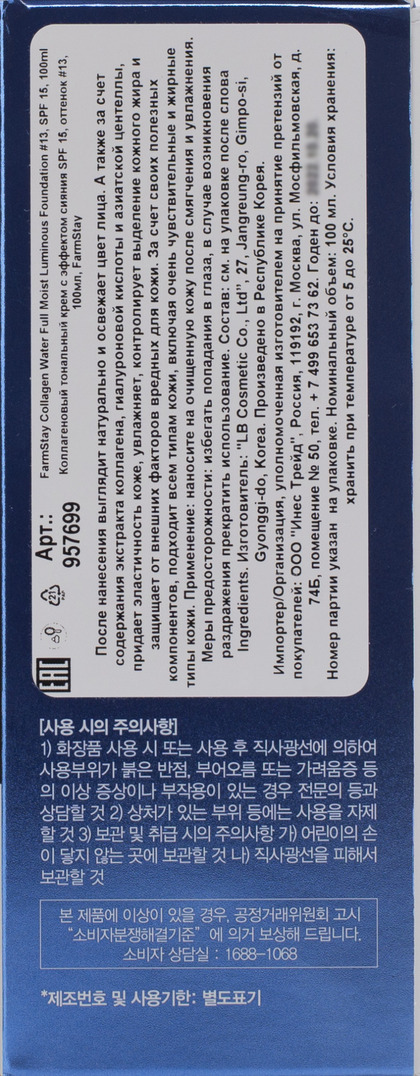 FarmStay Collagen Water Full Moist Luminous Foundation #13, SPF 15, 100ml
Коллагеновый тональный крем с эффектом сияния SPF 15, оттенок #13,
100мл, FarmStay
Арт.:
957699
EAC
После нанесения выглядит натурально и освежает цвет лица. А также за счет
содержания экстракта коллагена, гиалуроновой кислоты и азиатской центеллы,
придает эластичность коже, увлажняет, контролирует выделение кожного жира и
защищает от внешних факторов вредных для кожи. За счет своих полезных
компонентов, подходит всем типам кожи, включая очень чувствительные и жирные
типы кожи. Применение: наносите на очищенную кожу после смягчения и увлажнения.
Меры предосторожности: избегать попадания в глаза, в случае возникновения
раздражения прекратить использование. Состав: см. на упаковке после слова
Ingredients. Изготовитель: "LB Cosmetic Co., Ltd", 27, Jangreung-ro, Gimpo-si,
Gyonggi-do, Korea. Произведено в Республике Корея.
Импортер/Организация, уполномоченная изготовителем на принятие претензий от
покупателей: ООО "Инес Трейд", Россия, 119192, г. Москва, ул. Мосфильмовская, д.
74Б, помещение № 50, тел. + 7 499 653 73 62. Годен до:
Номер партии указан на упаковке. Номинальный объем: 100 мл. Условия хранения:
хранить при температуре от 5 до 25°C.
[사용 시의 주의사항]
1) 화장품 사용 시 또는 사용 후 직사광선에 의하여
사용부위가 붉은 반점, 부어오름 또는 가려움증 등
의 이상 증상이나 부작용이 있는 경우 전문의 등과
상담할 것 2) 상처가 있는 부위 등에는 사용을 자제
할 것 3) 보관 및 취급 시의 주의사항 가) 어린이의 손
이 닿지 않는 곳에 보관할 것 나) 직사광선을 피해서
보관할 것
본 제품에 이상이 있을 경우, 공정거래위원회 고시
“소비자분쟁해결기준” 에 의거 보상해 드립니다.
소비자 상담실 : 1688-1068
*제조번호 및 사용기한: 별도표기